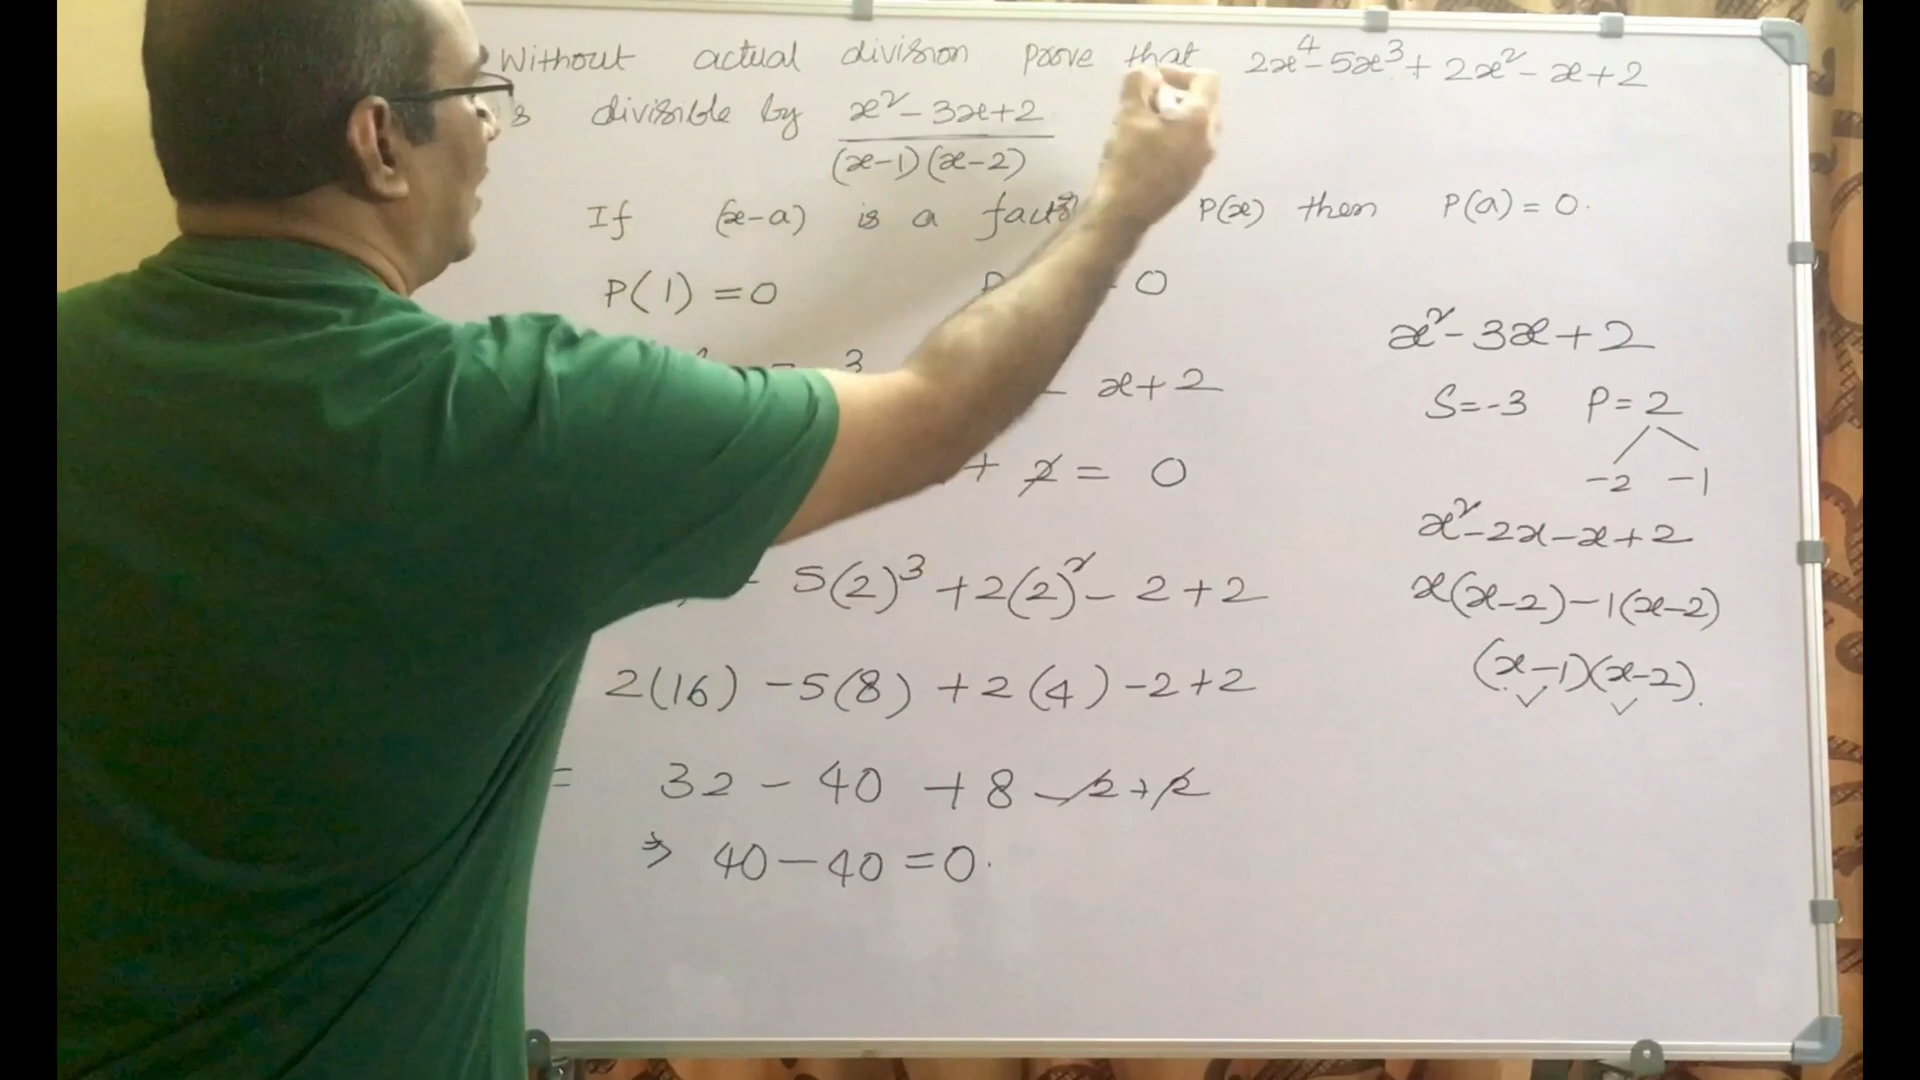 Without actual division prove that 2x⁴-5x³+2x²-x+2
divisible by x²-3x+2
(x-1)(x-2)
If (x-a) is a P(x) then P(a)=0.
P(1)=0 =0
3
- x+2
+ 2 = 0
5(2)³+2(2)²-2+2
2(16)-5(8)+2(4)-2+2
= 32-40+8-2+2
⇒ 40-40=0.
x²-3x+2
S=-3 P=2
-2 -1
x²-2x-x+2
x(x-2)-1(x-2)
(x-1)(x-2).